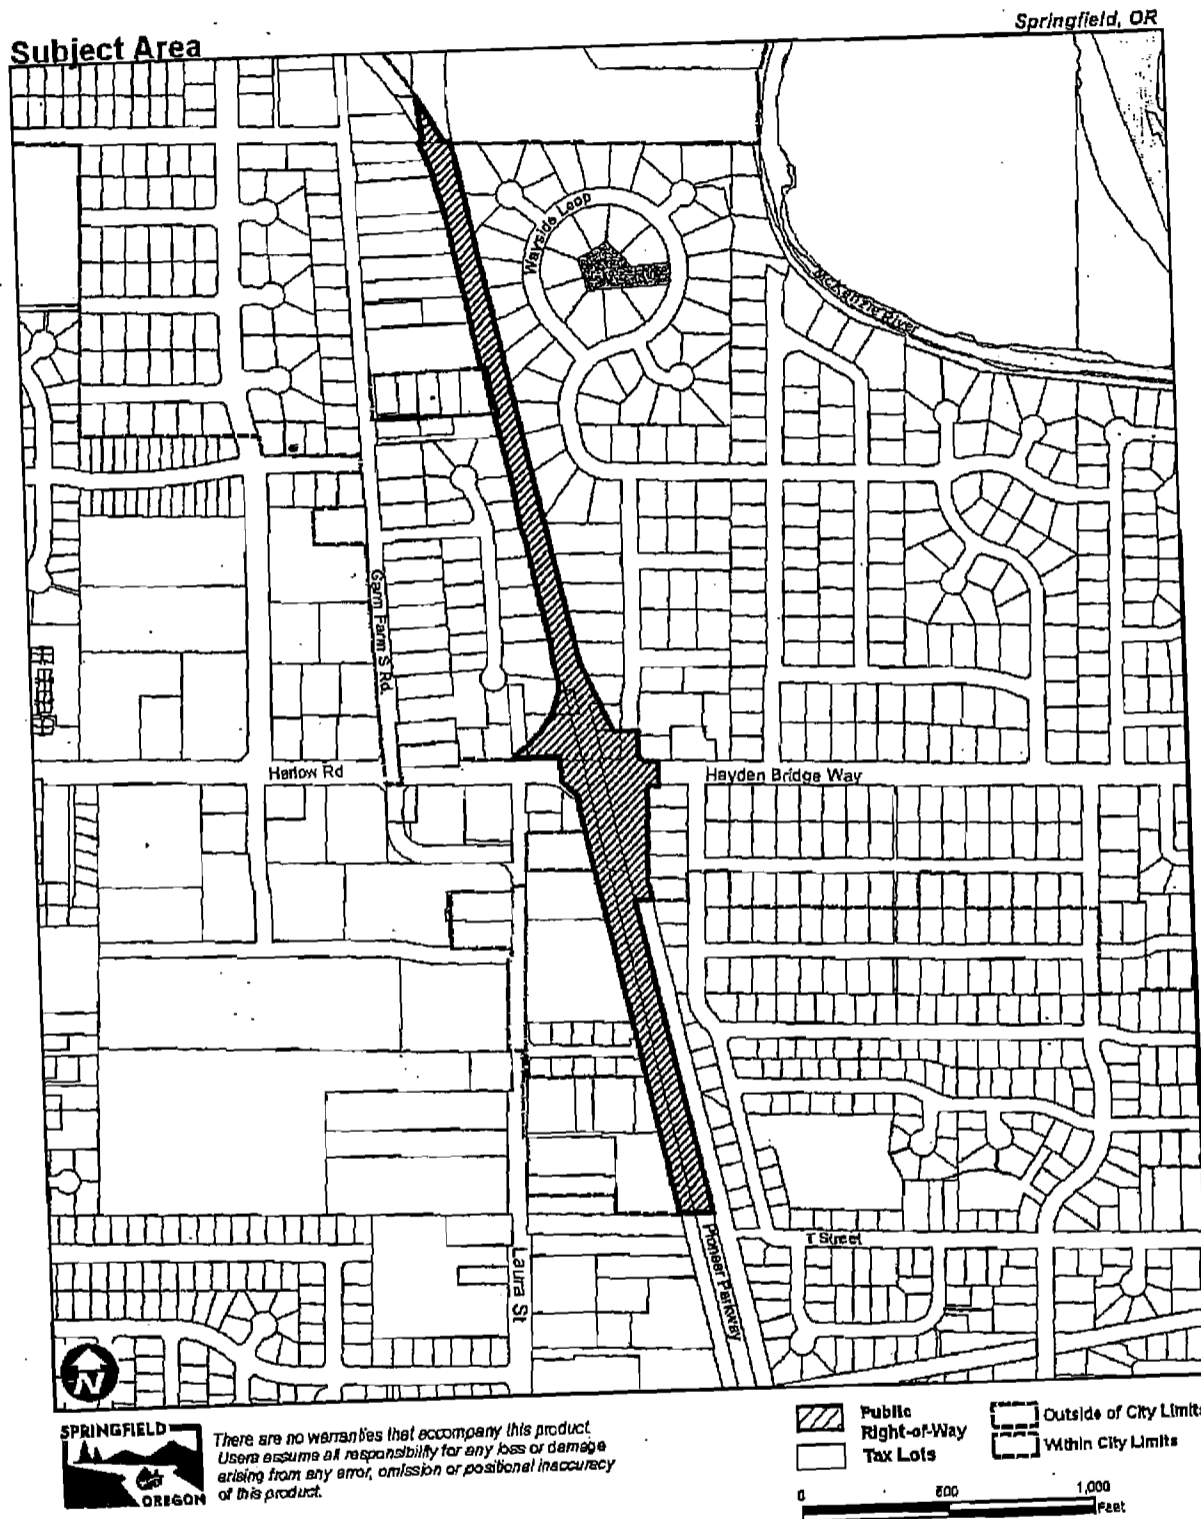 Springfield, OR
Subject Area
Wayside Loop
McKenzie River
Game Farm S Rd.
Harlow Rd
Hayden Bridge Way
T Street
Pioneer Parkway
Laura St
N
SPRINGFIELD
OREGON
There are no warranties that accompany this product.
Users assume all responsibility for any loss or damage
arising from any error, omission or positional inaccuracy
of this product.
Public
Right-of-Way
Tax Lots
Outside of City Limits
Within City Limits
0
500
1,000
Feet